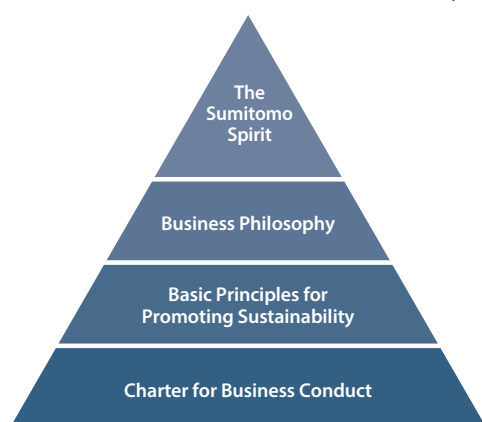 The
Sumitomo
Spirit
Business Philosophy
Basic Principles for
Promoting Sustainability
Charter for Business Conduct